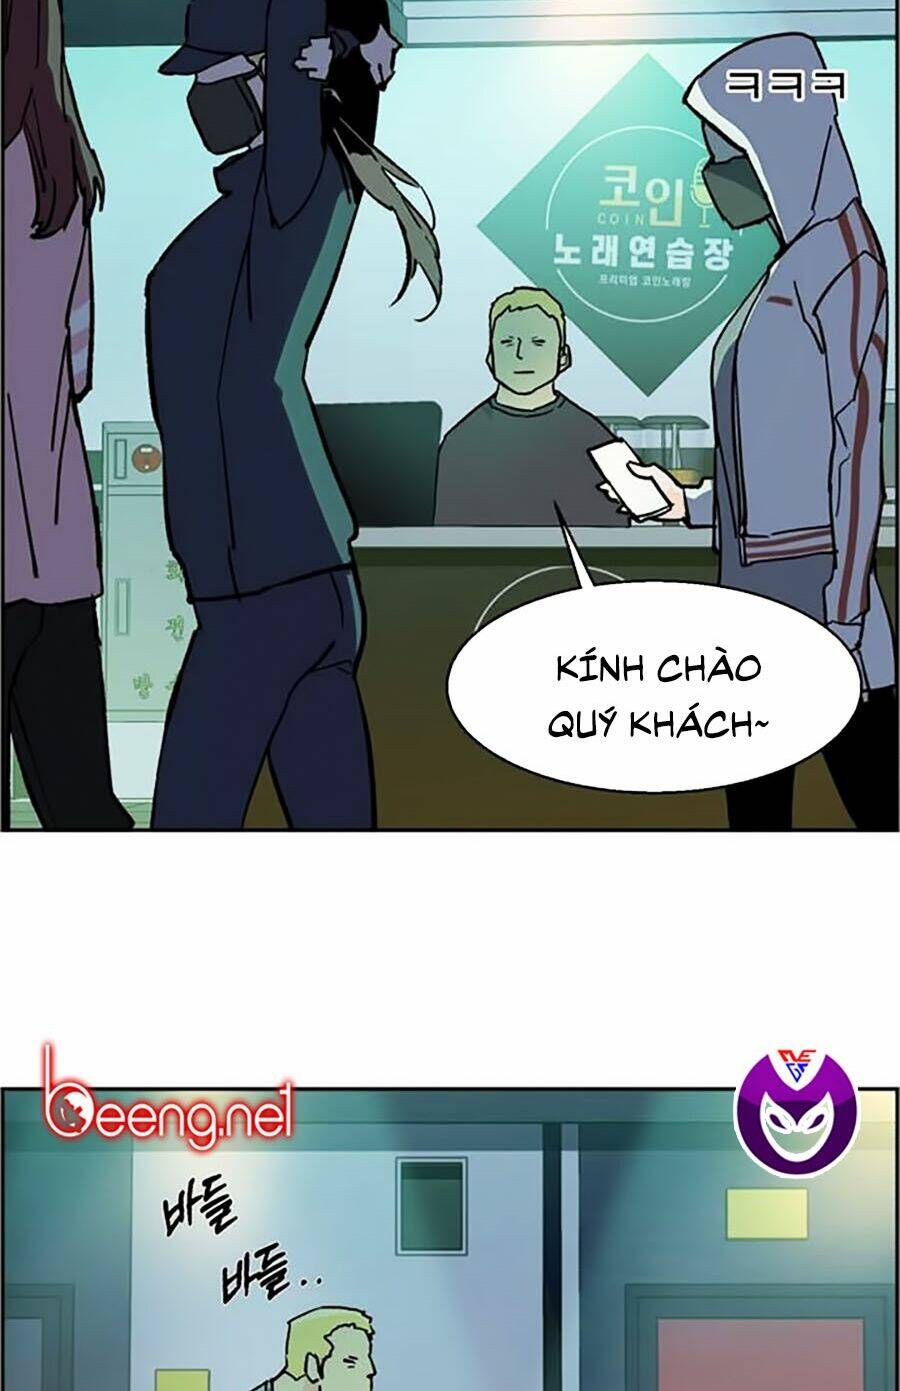 ㅋㅋㅋ
코인
COIN
노래연습장
프리미엄 코인노래방
KÍNH CHÀO
QUÝ KHÁCH~
beeng.net
바들
바들..